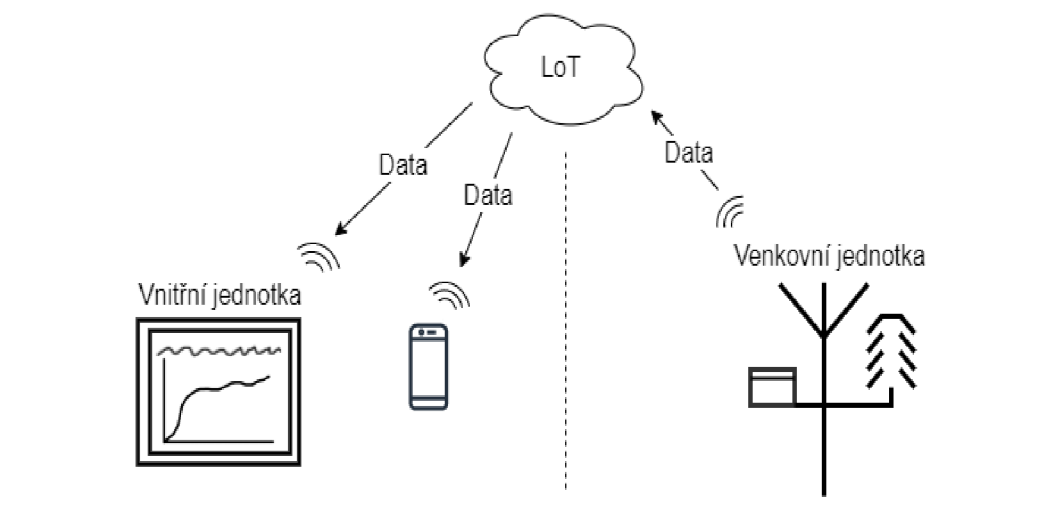 LoT
Data
Data
Data
Venkovní jednotka
Vnitřní jednotka